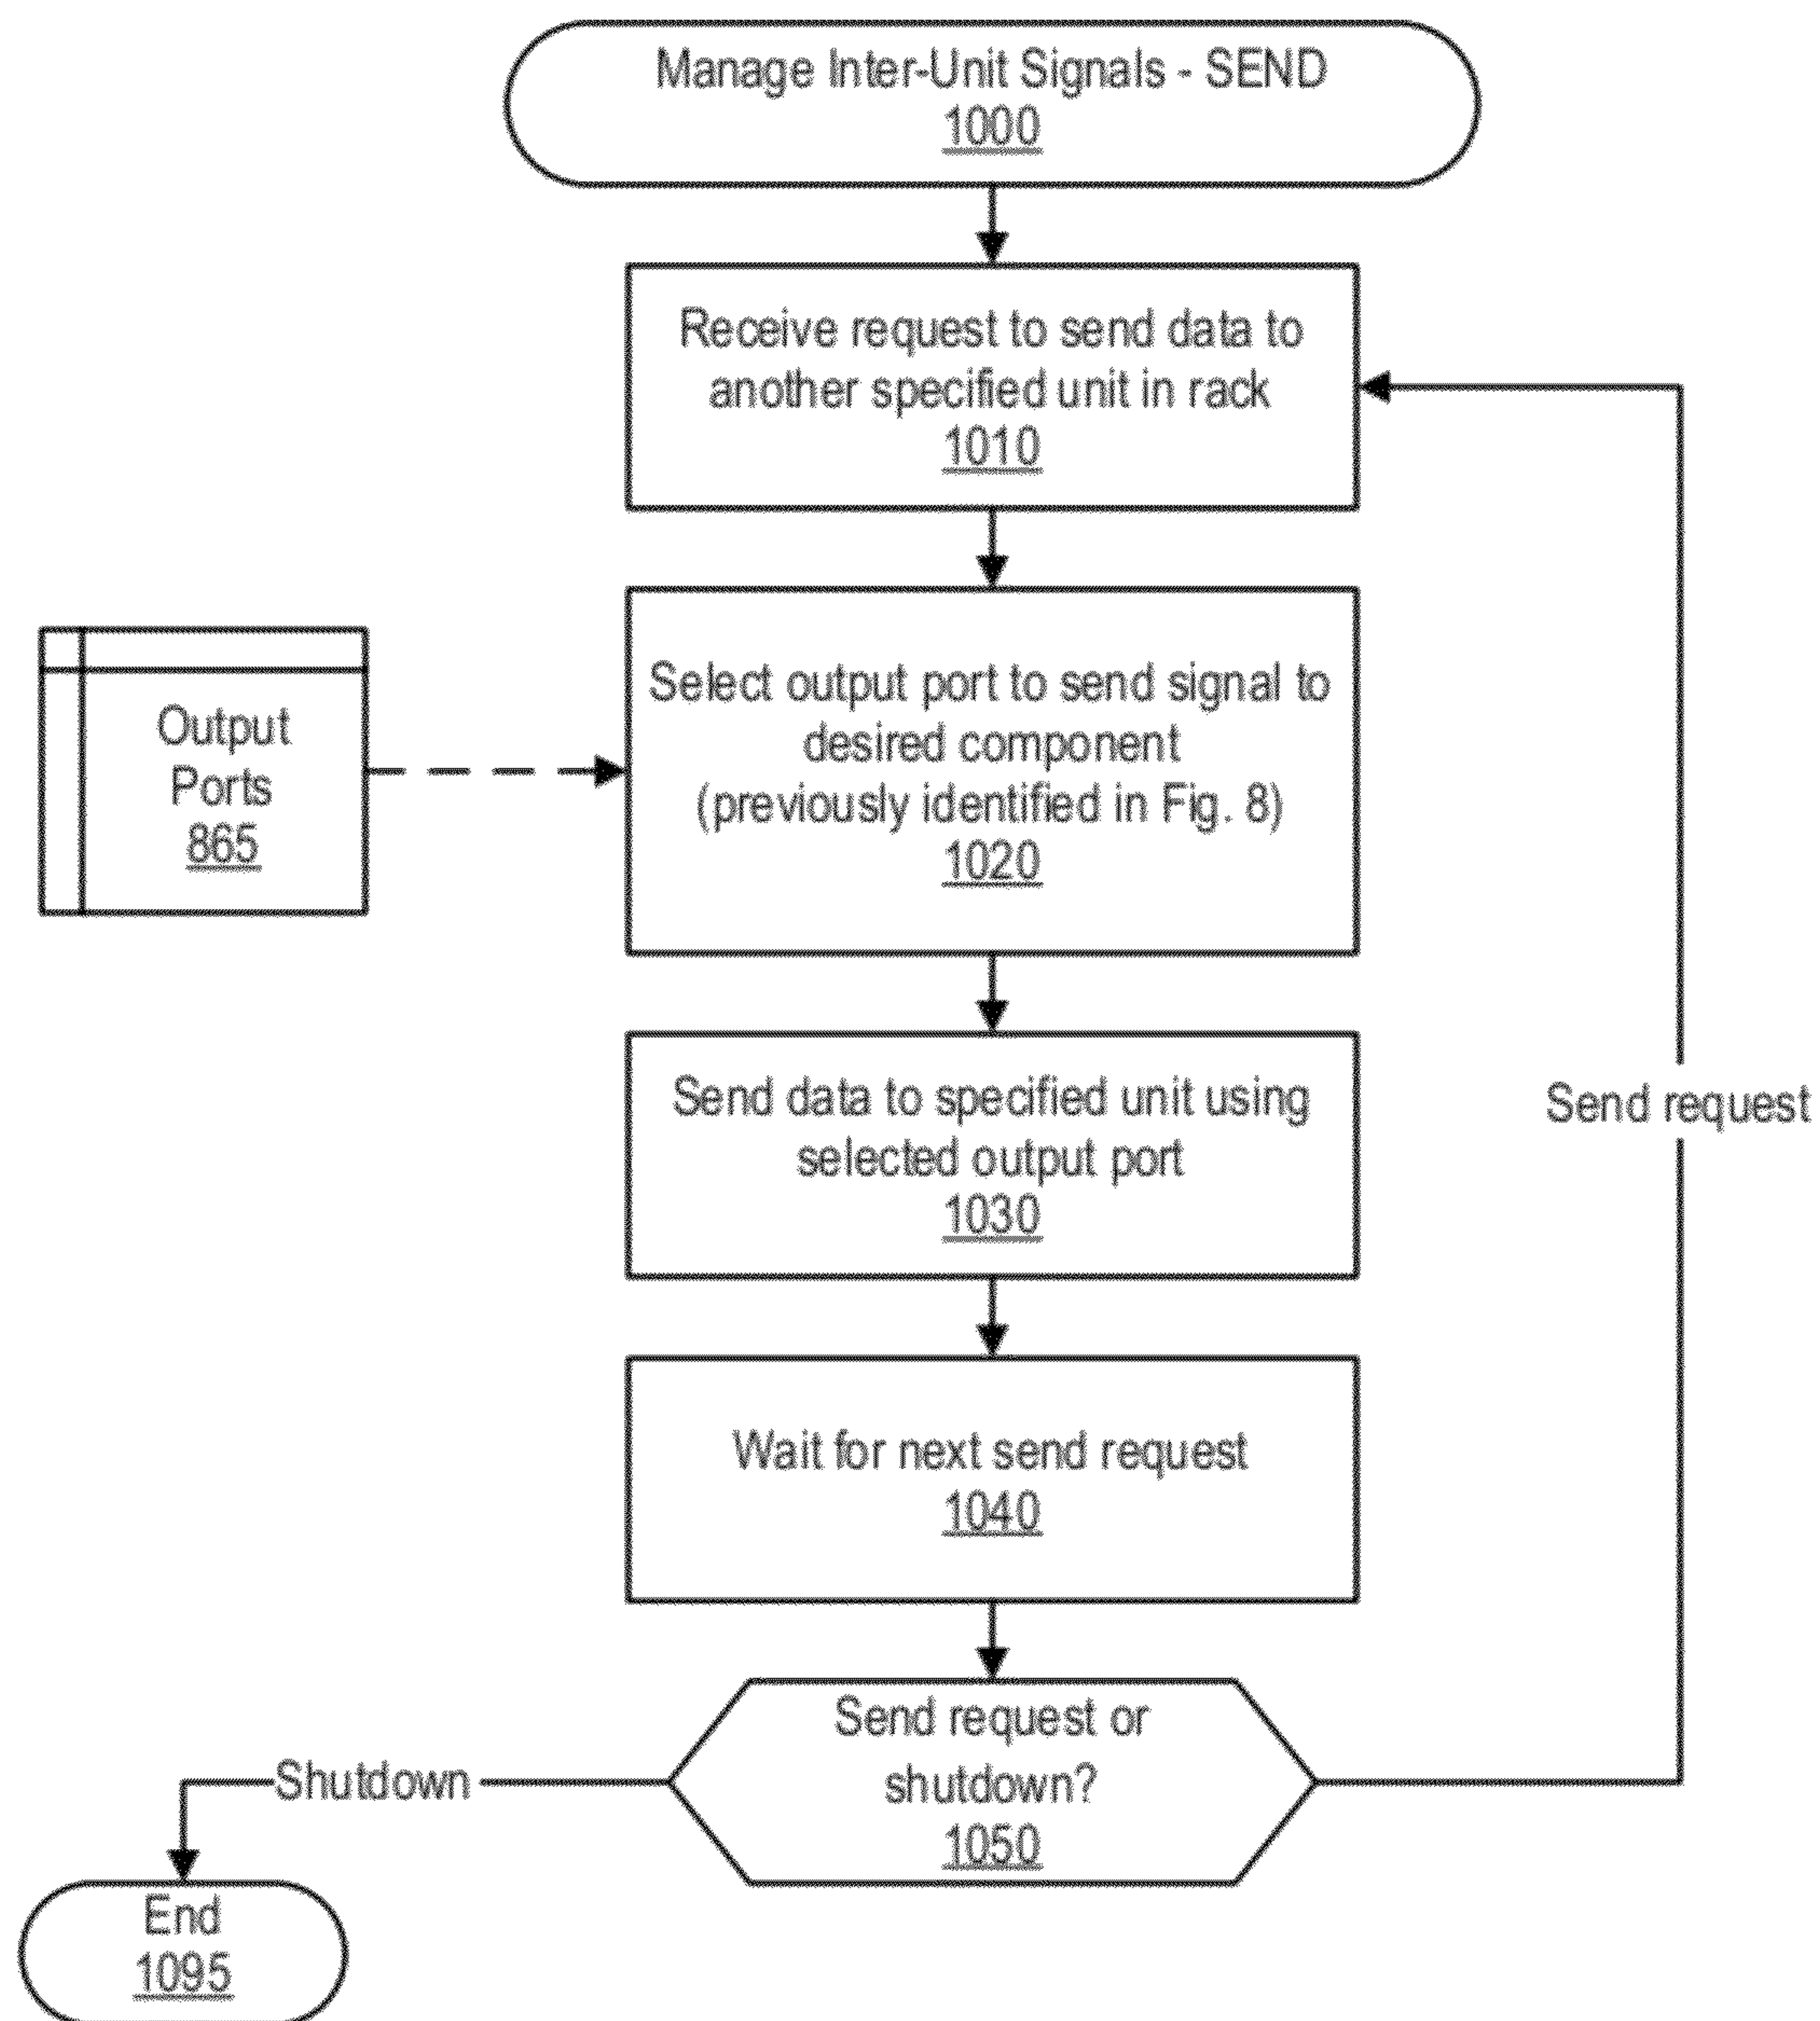 Manage Inter-Unit Signals - SEND
1000
Receive request to send data to
another specified unit in rack
1010
Output
Ports
865
Select output port to send signal to
desired component
(previously identified in Fig. 8)
1020
Send data to specified unit using
selected output port
1030
Send request
Wait for next send request
1040
Send request or
shutdown?
1050
Shutdown
End
1095